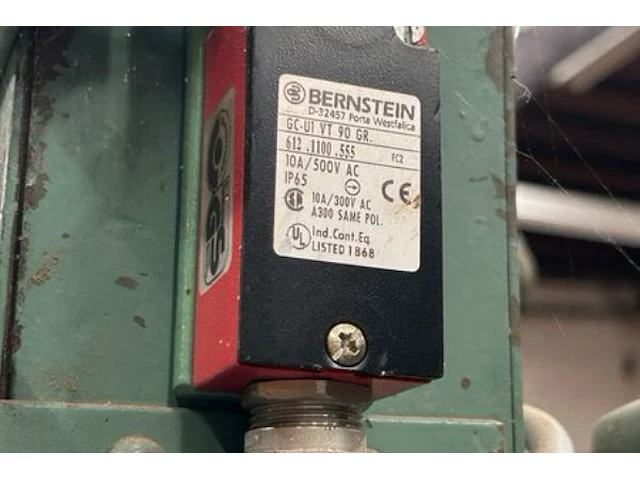 BERNSTEIN
D-32457 Porta Westfalica
GC-U1 VT 90 GR.
612.1100.555 FC2
10A/500V AC
IP65
CE
10A/300V AC
A300 SAME POL.
UL Ind.Cont.Eq
LISTED 1B68